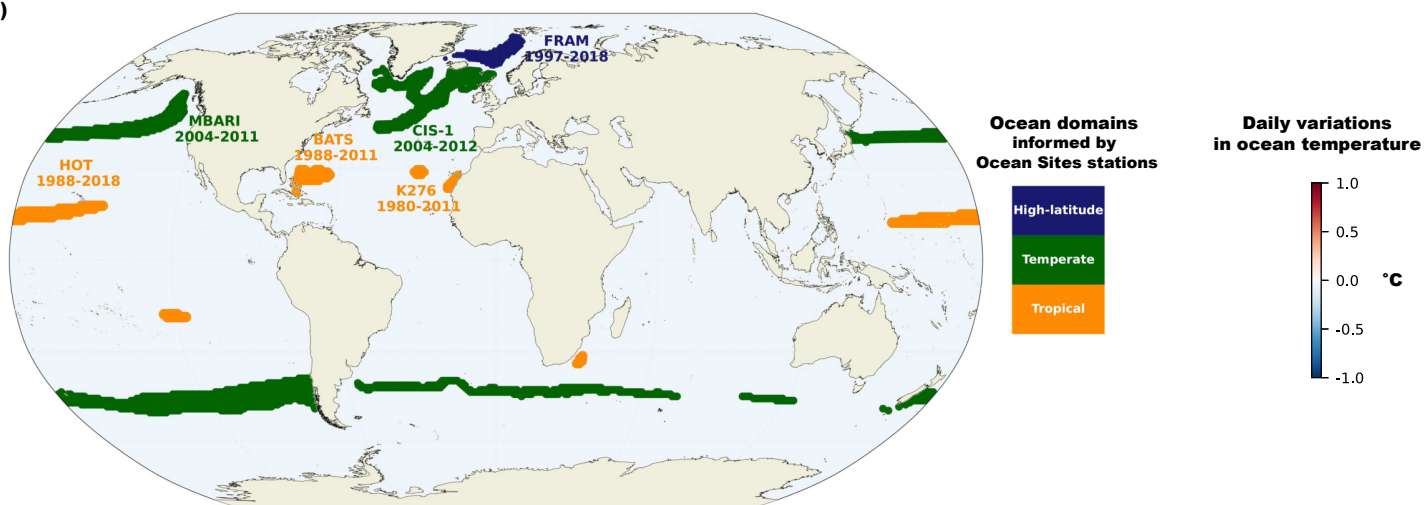 )
FRAM
1997-2018
MBARI
2004-2011
BATS
1988-2011
CIS-1
2004-2012
HOT
1988-2018
K276
1980-2011
Ocean domains
informed by
Ocean Sites stations
High-latitude
Temperate
Tropical
Daily variations
in ocean temperature
1.0
0.5
0.0
-0.5
-1.0
°C